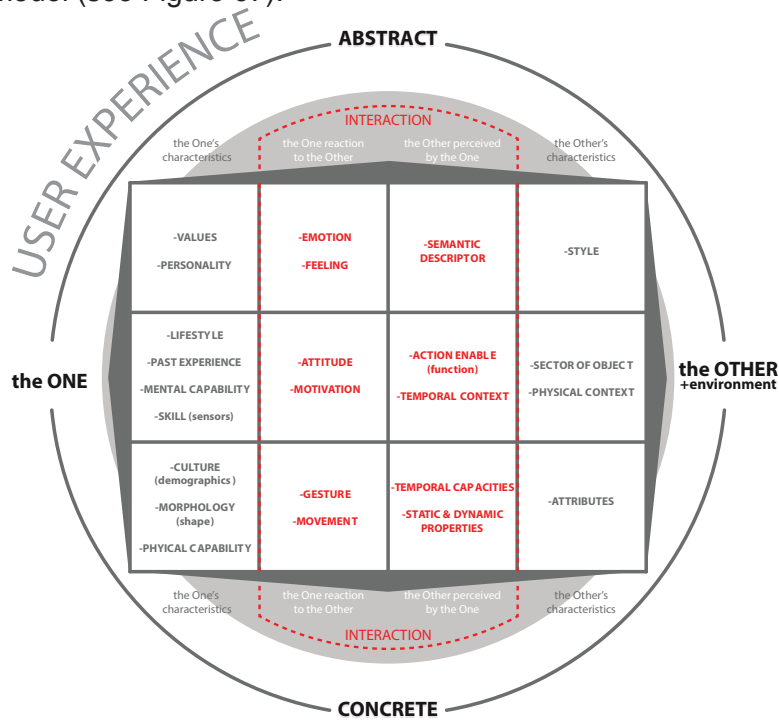 model (see Figure 67).
ABSTRACT
USER EXPERIENCE
INTERACTION
the One's
characteristics
the One reaction
to the Other
the Other perceived
by the One
the Other's
characteristics
-VALUES
-PERSONALITY
-EMOTION
-FEELING
-SEMANTIC
DESCRIPTOR
-STYLE
the ONE
-LIFESTYLE
-PAST EXPERIENCE
-MENTAL CAPABILITY
-SKILL (sensors)
-ATTITUDE
-MOTIVATION
-ACTION ENABLE
(function)
-TEMPORAL CONTEXT
-SECTOR OF OBJECT
-PHYSICAL CONTEXT
the OTHER
+environment
-CULTURE
(demographics)
-MORPHOLOGY
(shape)
-PHYICAL CAPABILITY
-GESTURE
-MOVEMENT
-TEMPORAL CAPACITIES
-STATIC & DYNAMIC
PROPERTIES
-ATTRIBUTES
the One's
characteristics
the One reaction
to the Other
the Other perceived
by the One
the Other's
characteristics
INTERACTION
CONCRETE